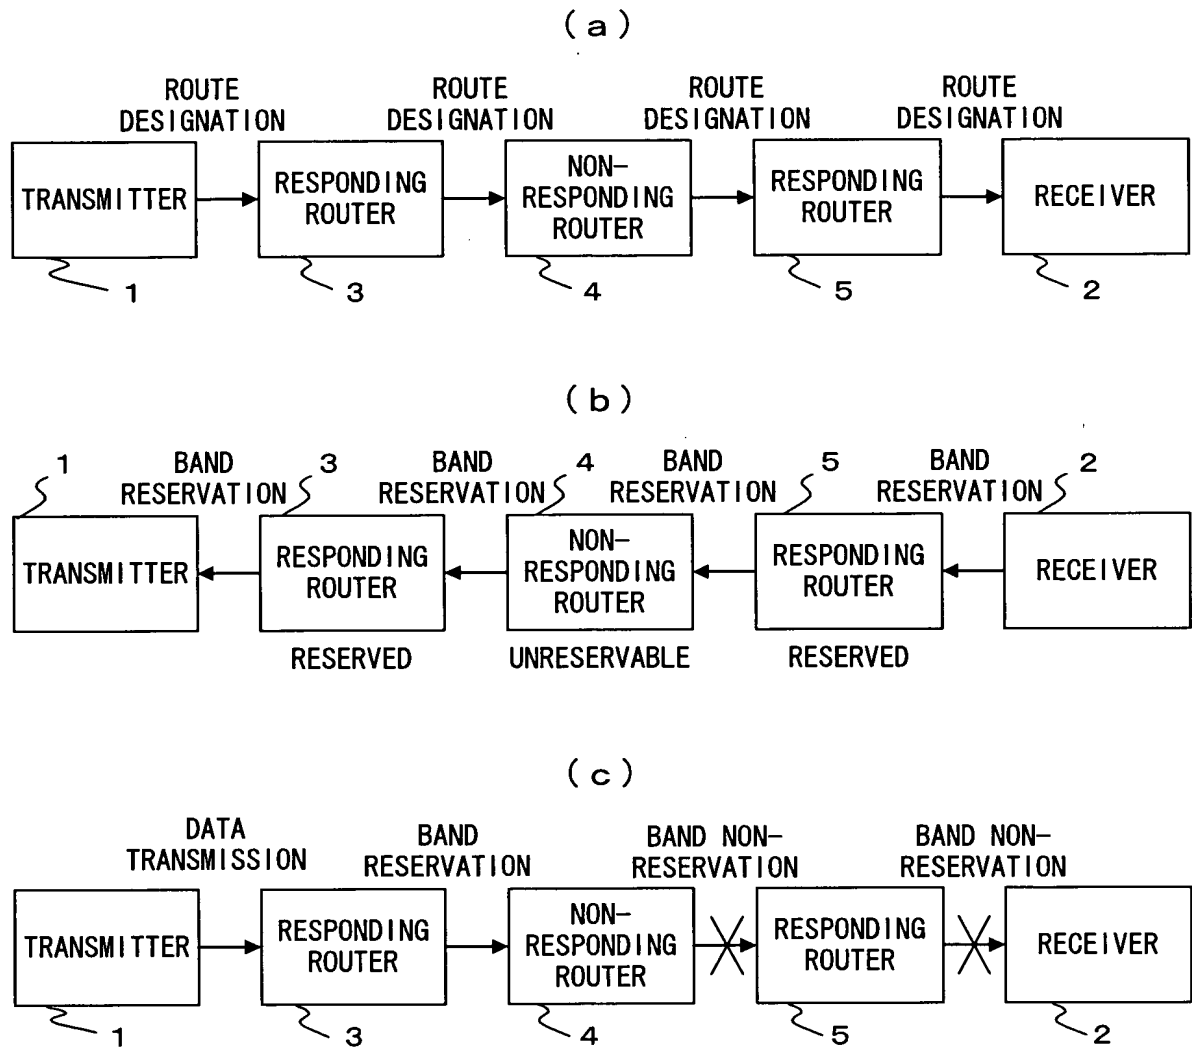 (a)
ROUTE DESIGNATION
ROUTE DESIGNATION
ROUTE DESIGNATION
ROUTE DESIGNATION
TRANSMITTER
RESPONDING ROUTER
NON-RESPONDING ROUTER
RESPONDING ROUTER
RECEIVER
1
3
4
5
2
(b)
1
BAND RESERVATION
3
BAND RESERVATION
4
BAND RESERVATION
5
BAND RESERVATION
2
TRANSMITTER
RESPONDING ROUTER
NON-RESPONDING ROUTER
RESPONDING ROUTER
RECEIVER
RESERVED
UNRESERVABLE
RESERVED
(c)
DATA TRANSMISSION
BAND RESERVATION
BAND NON-RESERVATION
BAND NON-RESERVATION
TRANSMITTER
RESPONDING ROUTER
NON-RESPONDING ROUTER
RESPONDING ROUTER
RECEIVER
1
3
4
5
2